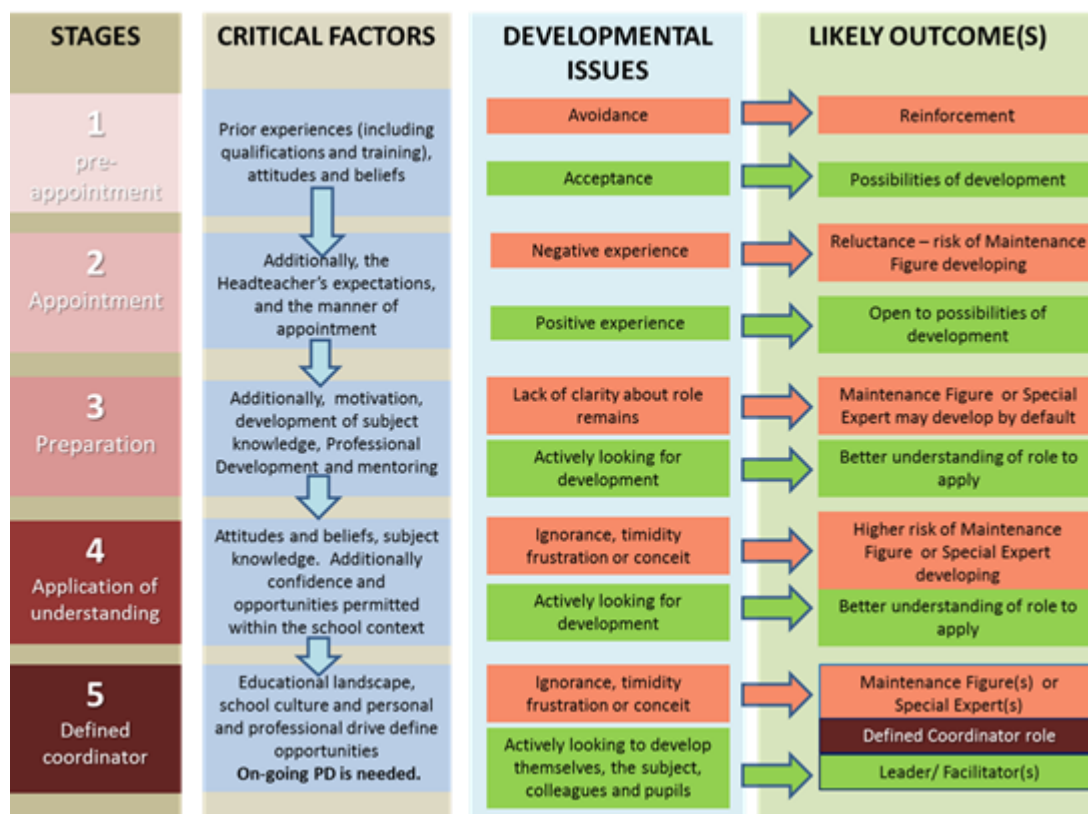 STAGES
CRITICAL FACTORS
DEVELOPMENTAL
ISSUES
LIKELY OUTCOME(S)
1
pre-
appointment
Prior experiences (including
qualifications and training),
attitudes and beliefs
Avoidance
Reinforcement
Acceptance
Possibilities of development
2
Appointment
Additionally, the
Headteacher's expectations,
and the manner of
appointment
Negative experience
Reluctance – risk of Maintenance
Figure developing
Positive experience
Open to possibilities of
development
3
Preparation
Additionally, motivation,
development of subject
knowledge, Professional
Development and mentoring
Lack of clarity about role
remains
Maintenance Figure or Special
Expert may develop by default
Actively looking for
development
Better understanding of role to
apply
4
Application of
understanding
Attitudes and beliefs, subject
knowledge. Additionally
confidence and
opportunities permitted
within the school context
Ignorance, timidity
frustration or conceit
Higher risk of Maintenance
Figure or Special Expert
developing
Actively looking for
development
Better understanding of role to
apply
5
Defined
coordinator
Educational landscape,
school culture and personal
and professional drive define
opportunities
On-going PD is needed.
Ignorance, timidity
frustration or conceit
Maintenance Figure(s) or
Special Expert(s)
Defined Coordinator role
Actively looking to develop
themselves, the subject,
colleagues and pupils
Leader/ Facilitator(s)